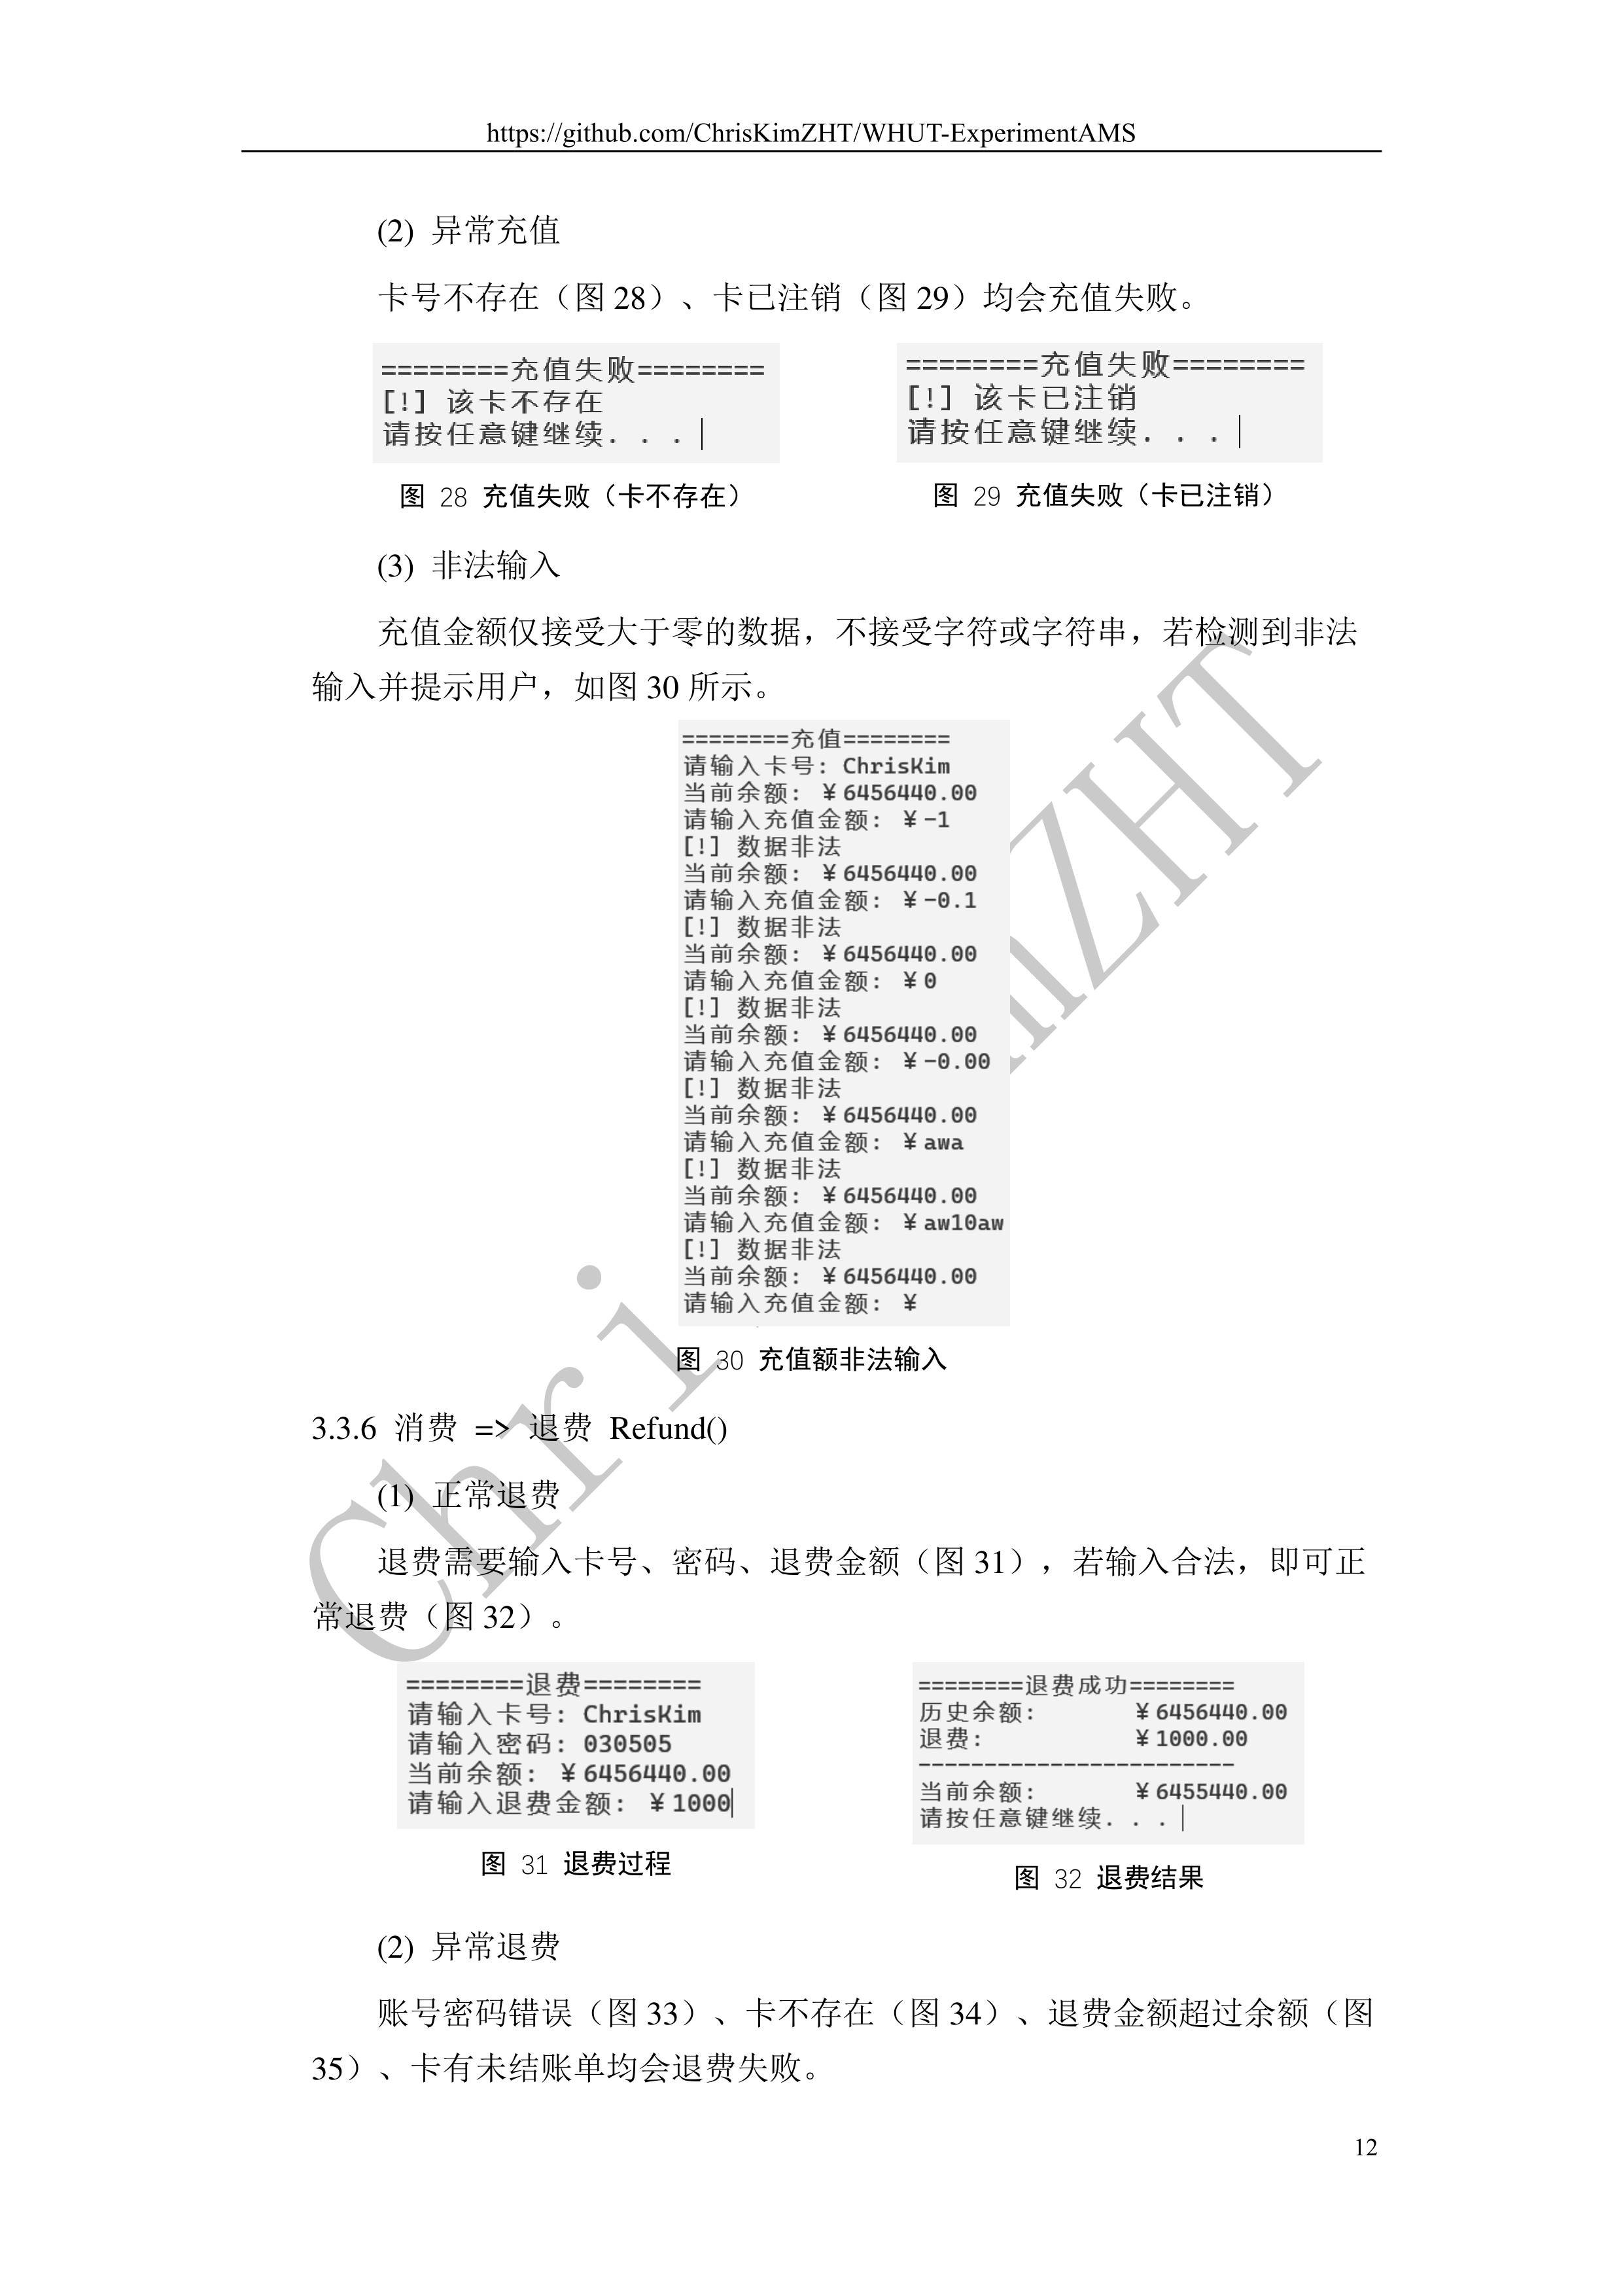 https://github.com/ChrisKimZHT/WHUT-ExperimentAMS
(2) 异常充值
卡号不存在（图 28）、卡已注销（图 29）均会充值失败。
========充值失败========
[!] 该卡不存在
请按任意键继续. . .
图 28 充值失败（卡不存在）
========充值失败========
[!] 该卡已注销
请按任意键继续. . .
图 29 充值失败（卡已注销）
(3) 非法输入
充值金额仅接受大于零的数据，不接受字符或字符串，若检测到非法
输入并提示用户，如图 30 所示。
========充值========
请输入卡号: ChrisKim
当前余额: ￥6456440.00
请输入充值金额: ￥-1
[!] 数据非法
当前余额: ￥6456440.00
请输入充值金额: ￥-0.1
[!] 数据非法
当前余额: ￥6456440.00
请输入充值金额: ￥0
[!] 数据非法
当前余额: ￥6456440.00
请输入充值金额: ￥-0.00
[!] 数据非法
当前余额: ￥6456440.00
请输入充值金额: ￥awa
[!] 数据非法
当前余额: ￥6456440.00
请输入充值金额: ￥aw10aw
[!] 数据非法
当前余额: ￥6456440.00
请输入充值金额: ￥
图 30 充值额非法输入
3.3.6 消费 => 退费 Refund()
(1) 正常退费
退费需要输入卡号、密码、退费金额（图 31），若输入合法，即可正
常退费（图 32）。
========退费========
请输入卡号: ChrisKim
请输入密码: 030505
当前余额: ￥6456440.00
请输入退费金额: ￥1000
图 31 退费过程
========退费成功========
历史余额: ￥6456440.00
退费: ￥1000.00
------------------------
当前余额: ￥6455440.00
请按任意键继续. . .
图 32 退费结果
(2) 异常退费
账号密码错误（图 33）、卡不存在（图 34）、退费金额超过余额（图
35）、卡有未结账单均会退费失败。
12
Chri mZHT